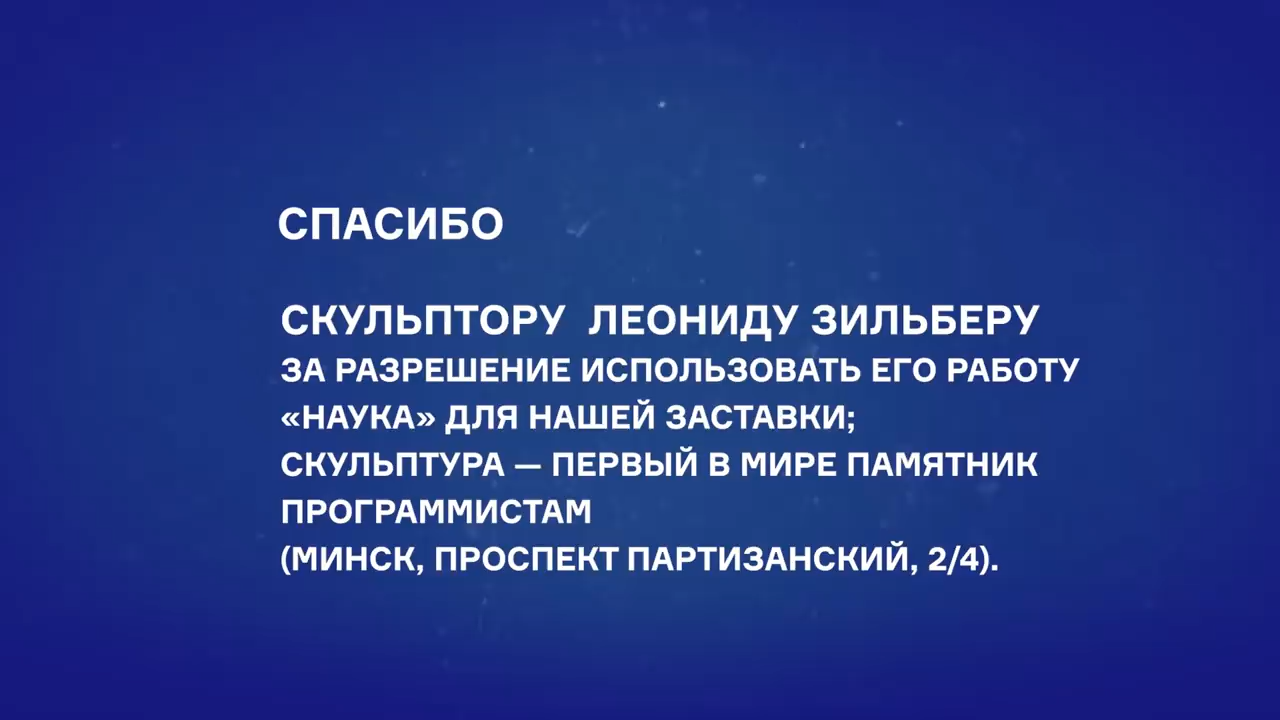 СПАСИБО
СКУЛЬПТОРУ ЛЕОНИДУ ЗИЛЬБЕРУ
ЗА РАЗРЕШЕНИЕ ИСПОЛЬЗОВАТЬ ЕГО РАБОТУ
«НАУКА» ДЛЯ НАШЕЙ ЗАСТАВКИ;
СКУЛЬПТУРА — ПЕРВЫЙ В МИРЕ ПАМЯТНИК
ПРОГРАММИСТАМ
(МИНСК, ПРОСПЕКТ ПАРТИЗАНСКИЙ, 2/4).